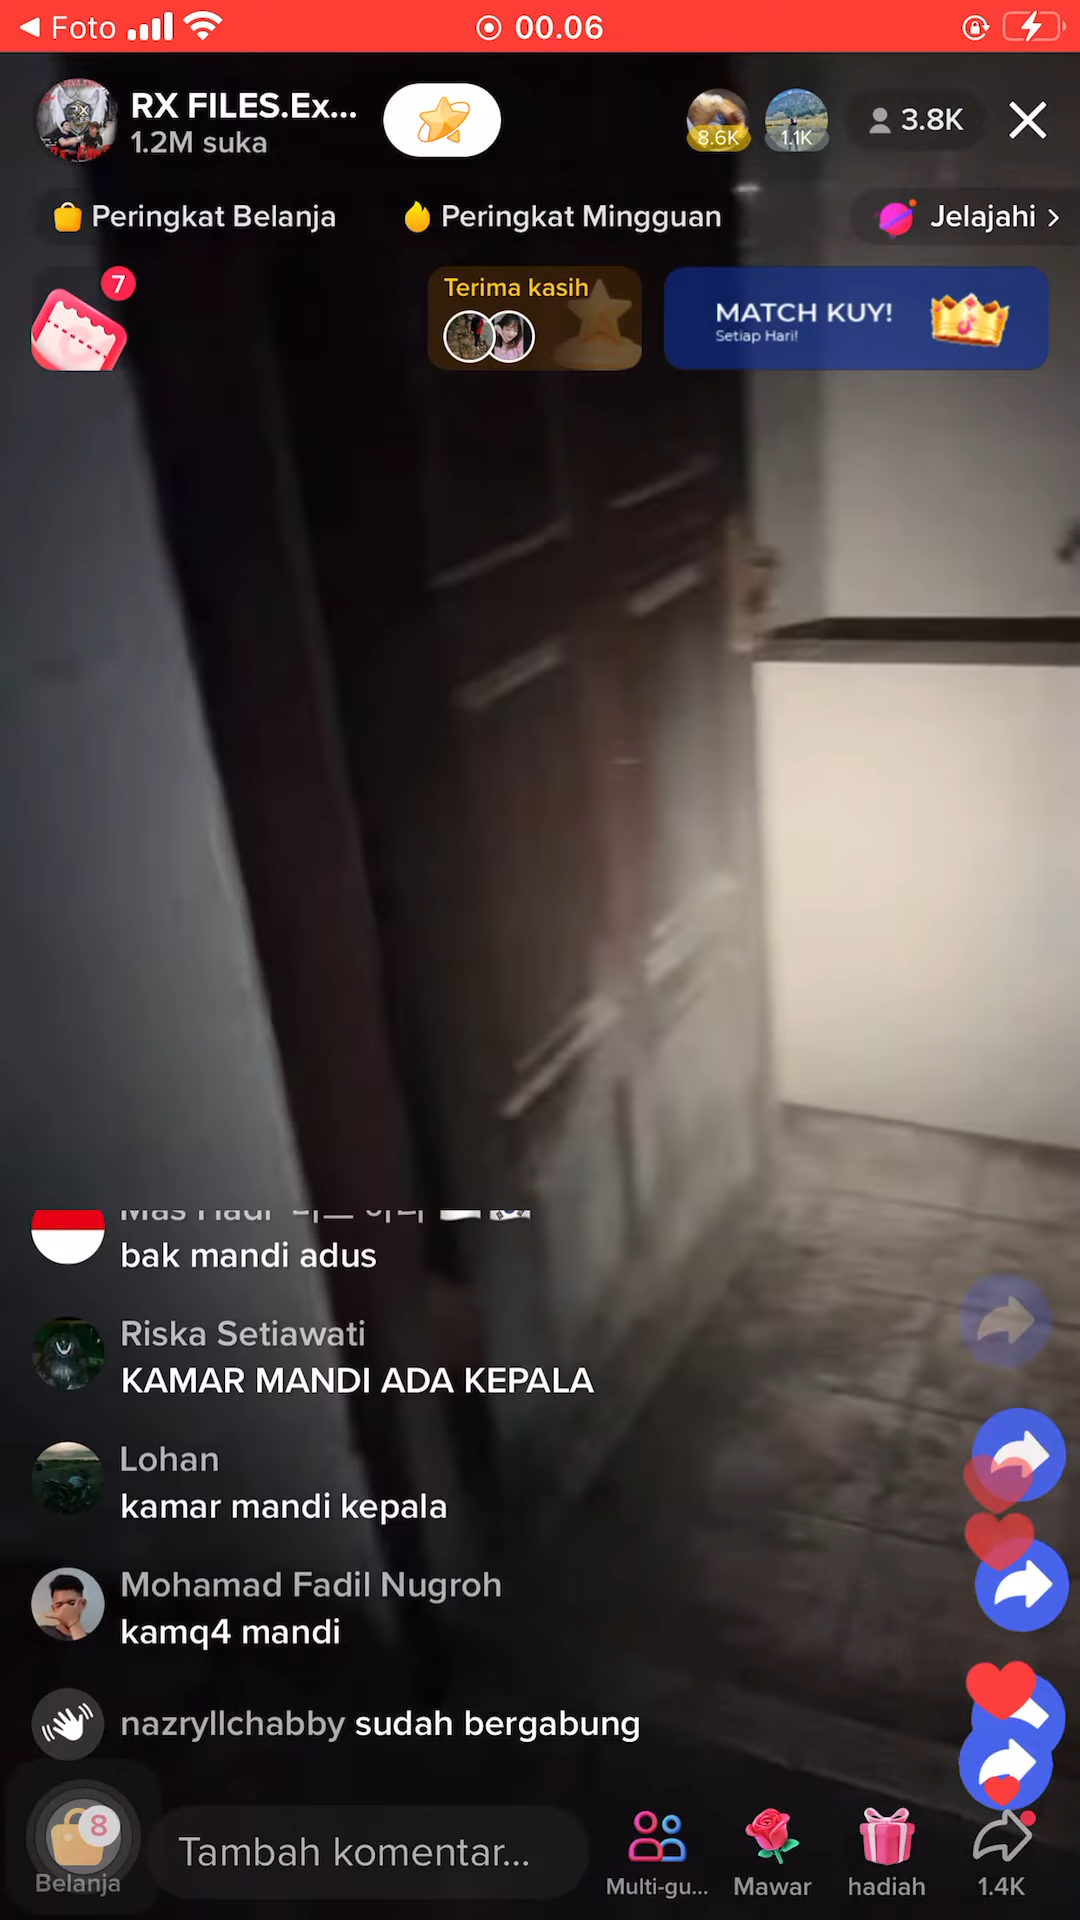 Foto
00.06
RX FILES.Ex...
1.2M suka
8.6K
1.1K
3.8K
Peringkat Belanja
Peringkat Mingguan
Jelajahi >
7
Terima kasih
MATCH KUY!
Setiap Hari!
Mas Hadi
bak mandi adus
Riska Setiawati
KAMAR MANDI ADA KEPALA
Lohan
kamar mandi kepala
Mohamad Fadil Nugroh
kamq4 mandi
nazryllchabby sudah bergabung
8
Belanja
Tambah komentar...
Multi-gu...
Mawar
hadiah
1.4K